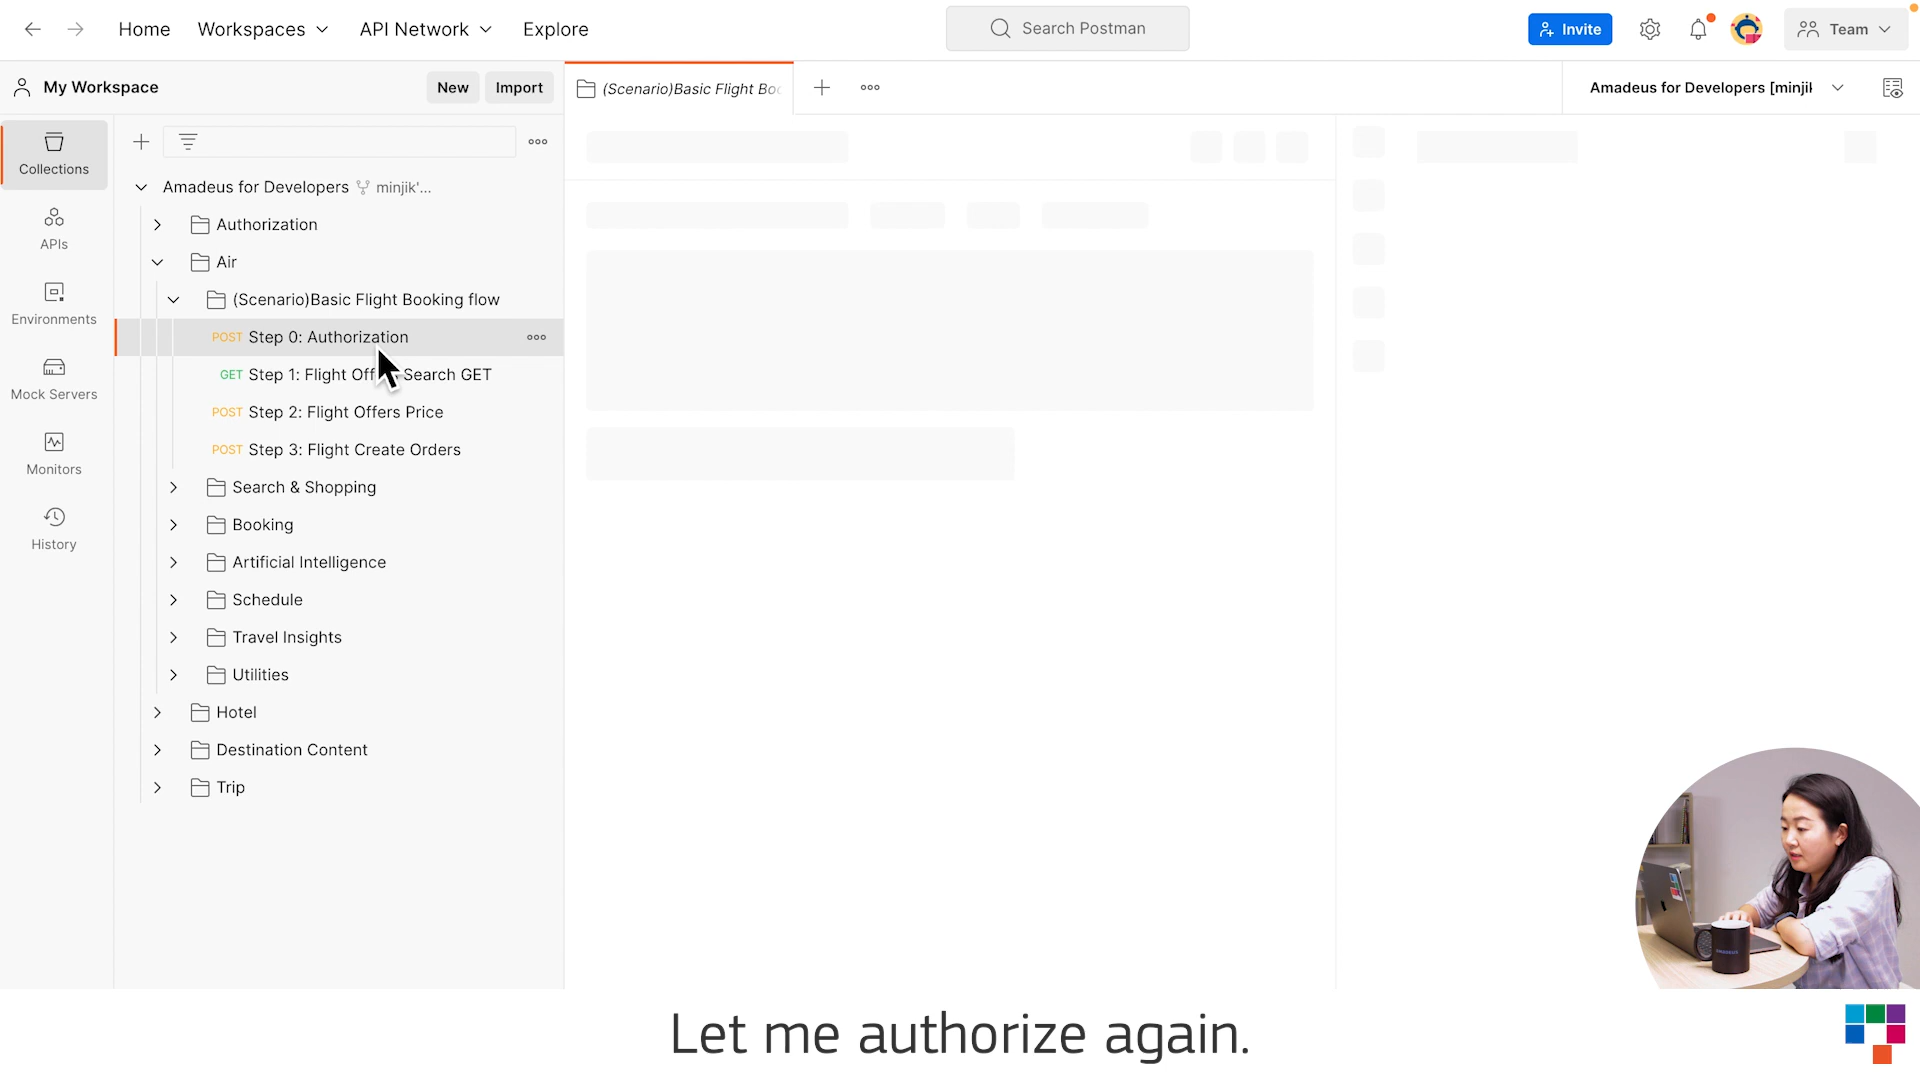 Home Workspaces API Network Explore Search Postman Invite Team
My Workspace New Import (Scenario)Basic Flight Boo Amadeus for Developers [minjik
Collections
APIs
Environments
Mock Servers
Monitors
History
Amadeus for Developers minjik'...
Authorization
Air
(Scenario)Basic Flight Booking flow
POST Step 0: Authorization
GET Step 1: Flight Off Search GET
POST Step 2: Flight Offers Price
POST Step 3: Flight Create Orders
Search & Shopping
Booking
Artificial Intelligence
Schedule
Travel Insights
Utilities
Hotel
Destination Content
Trip
Let me authorize again.